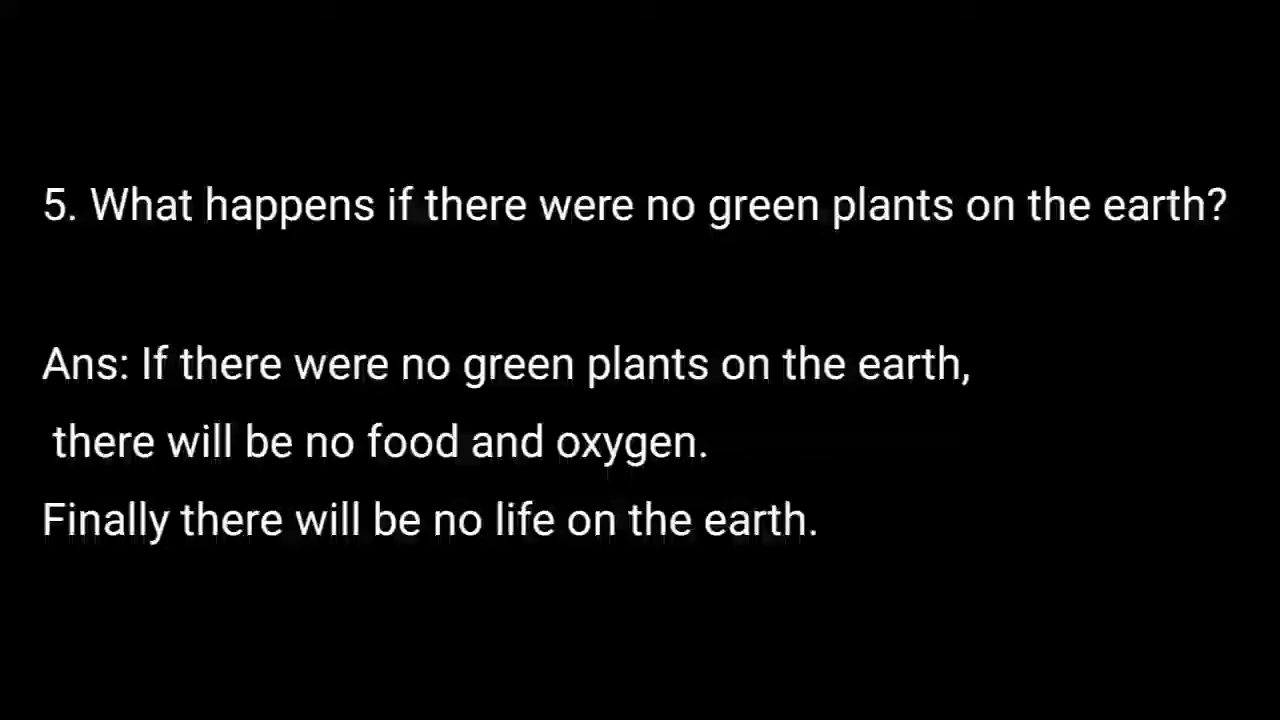 5. What happens if there were no green plants on the earth?
Ans: If there were no green plants on the earth,
there will be no food and oxygen.
Finally there will be no life on the earth.